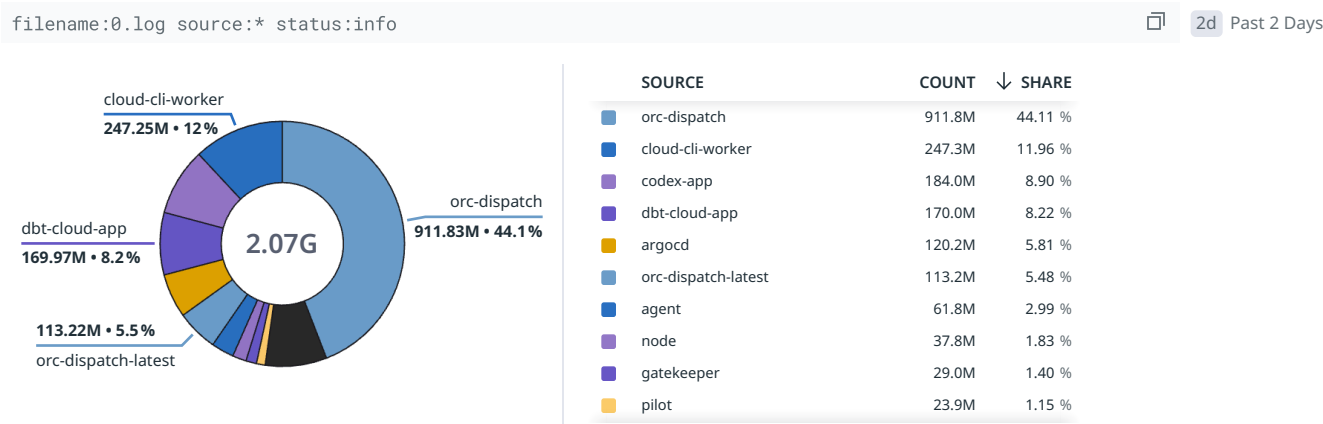 filename:0.log source:* status:info
2d Past 2 Days
cloud-cli-worker
247.25M • 12%
dbt-cloud-app
169.97M • 8.2%
113.22M • 5.5%
orc-dispatch-latest
2.07G
orc-dispatch
911.83M • 44.1%
SOURCE COUNT ↓ SHARE
orc-dispatch 911.8M 44.11 %
cloud-cli-worker 247.3M 11.96 %
codex-app 184.0M 8.90 %
dbt-cloud-app 170.0M 8.22 %
argocd 120.2M 5.81 %
orc-dispatch-latest 113.2M 5.48 %
agent 61.8M 2.99 %
node 37.8M 1.83 %
gatekeeper 29.0M 1.40 %
pilot 23.9M 1.15 %